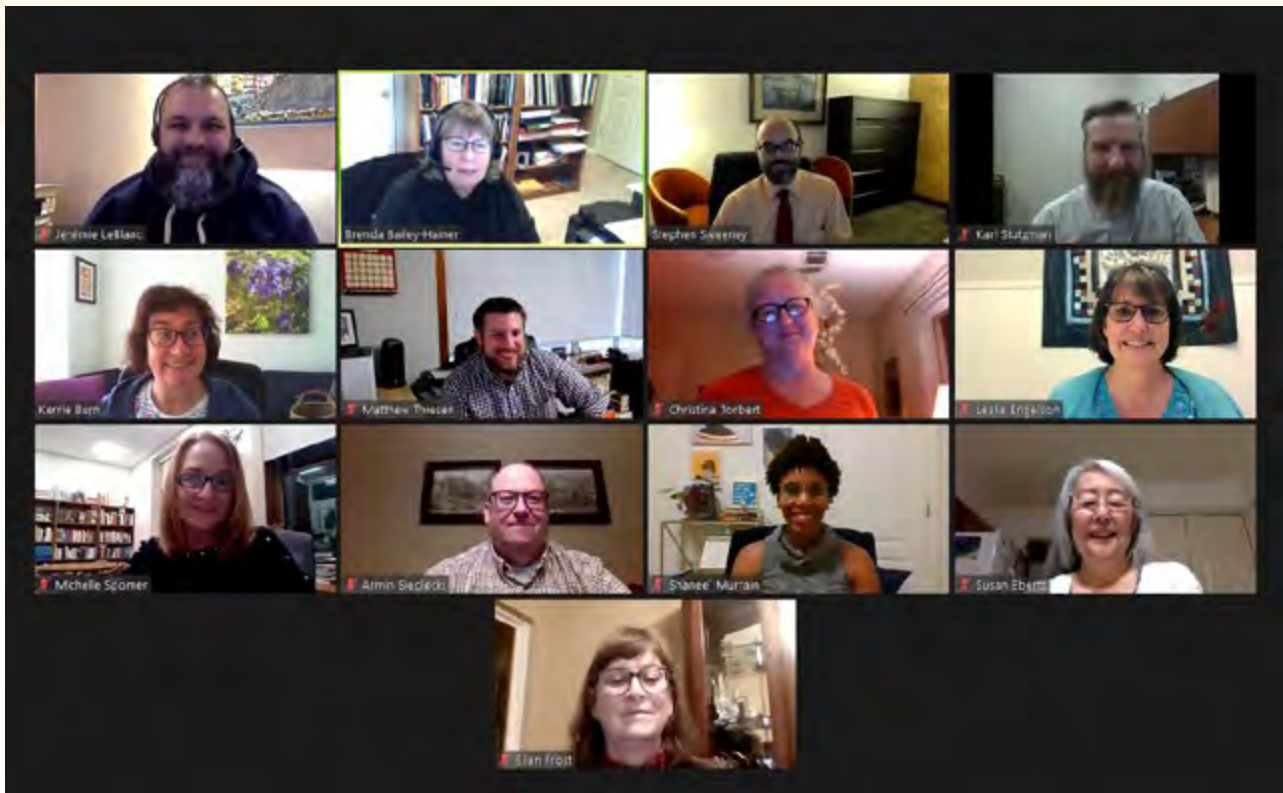 Jérémie LeBlanc
Brenda Bailey-Hainer
Stephen Sweeney
Karl Stutzman
Kerrie Burn
Matthew Thiesen
Christina Torbert
Leslie Engelson
Michelle Spomer
Armin Siedlecki
Shanee' Murrain
Susan Ebertz
Ellen Frost